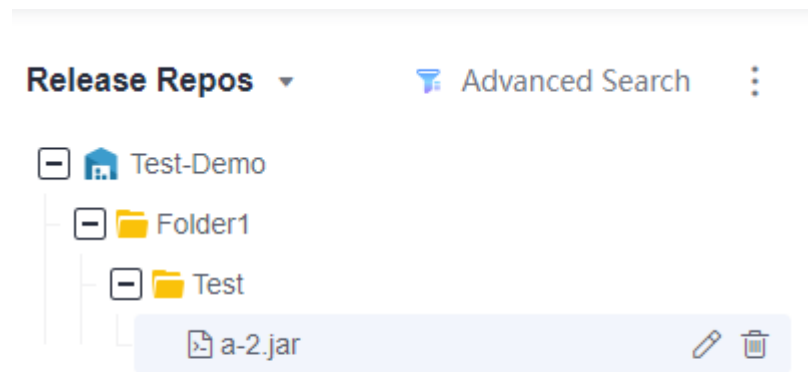 Release Repos Advanced Search
Test-Demo
Folder1
Test
a-2.jar